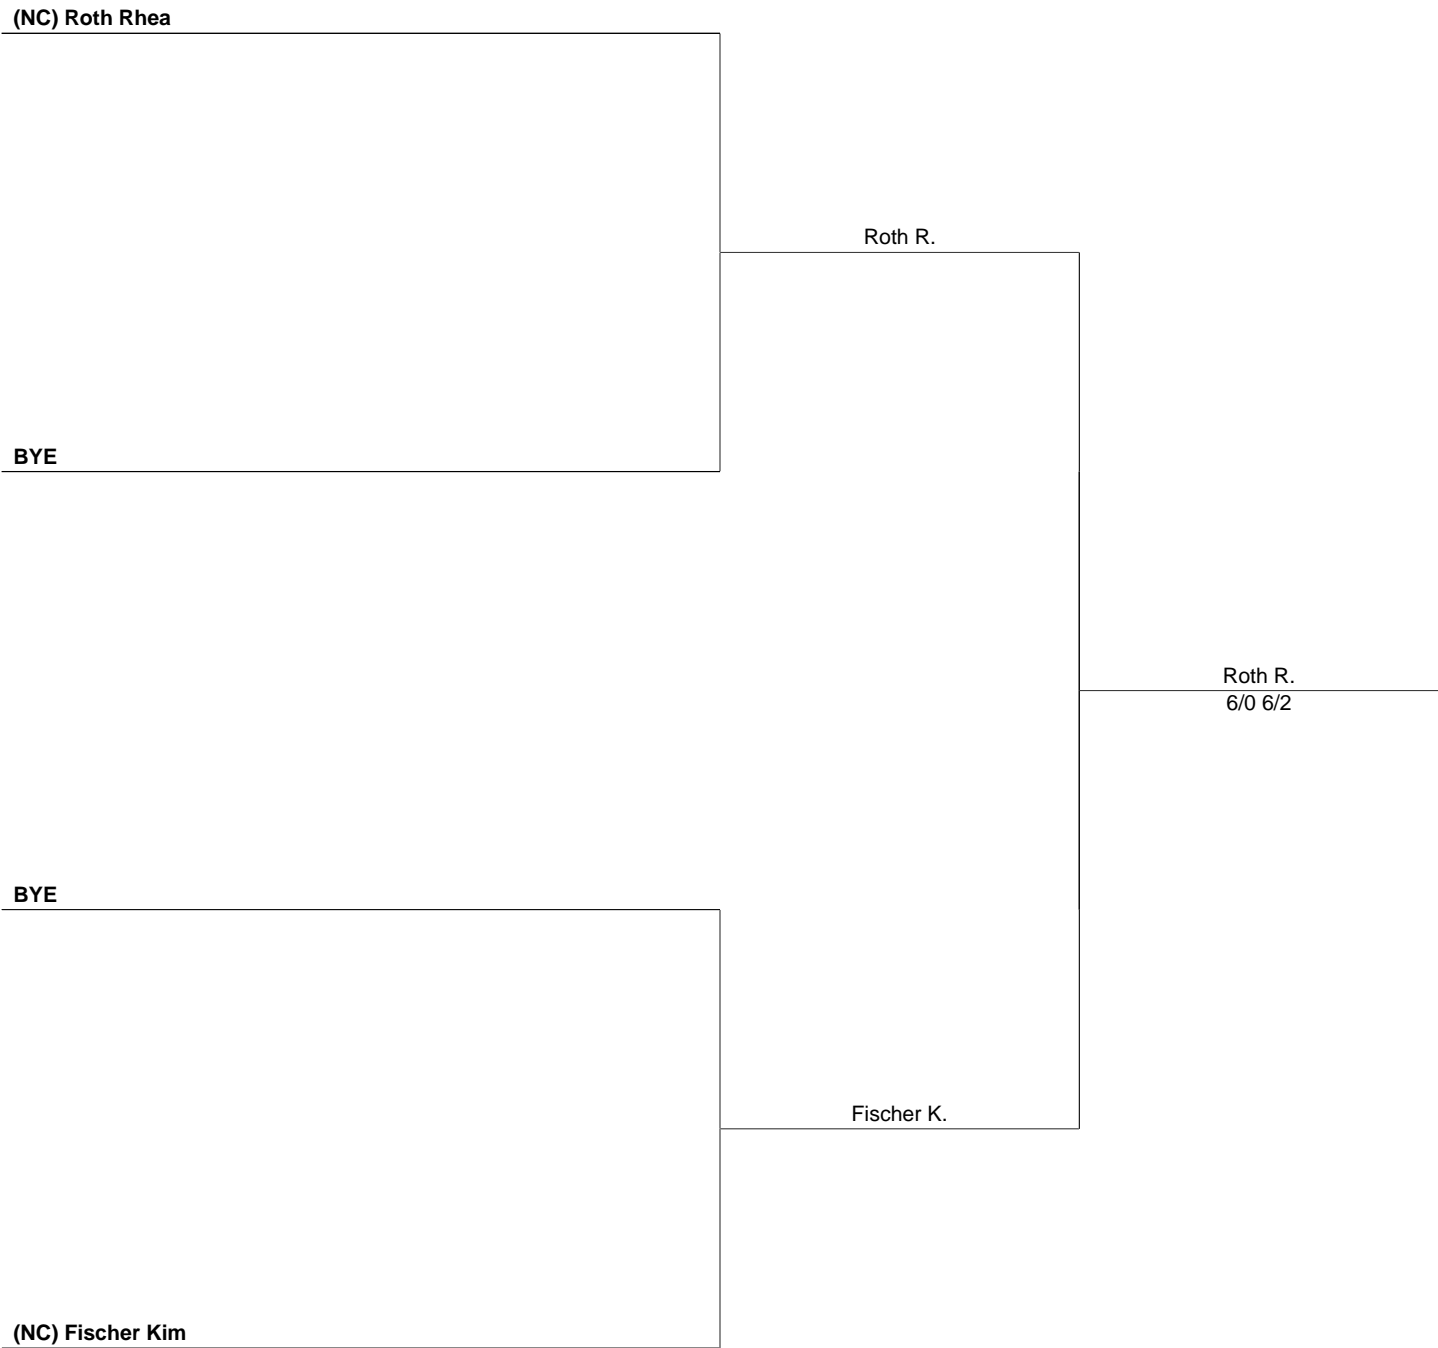 (NC) Roth Rhea
Roth R.
BYE
Roth R.
6/0 6/2
BYE
Fischer K.
(NC) Fischer Kim